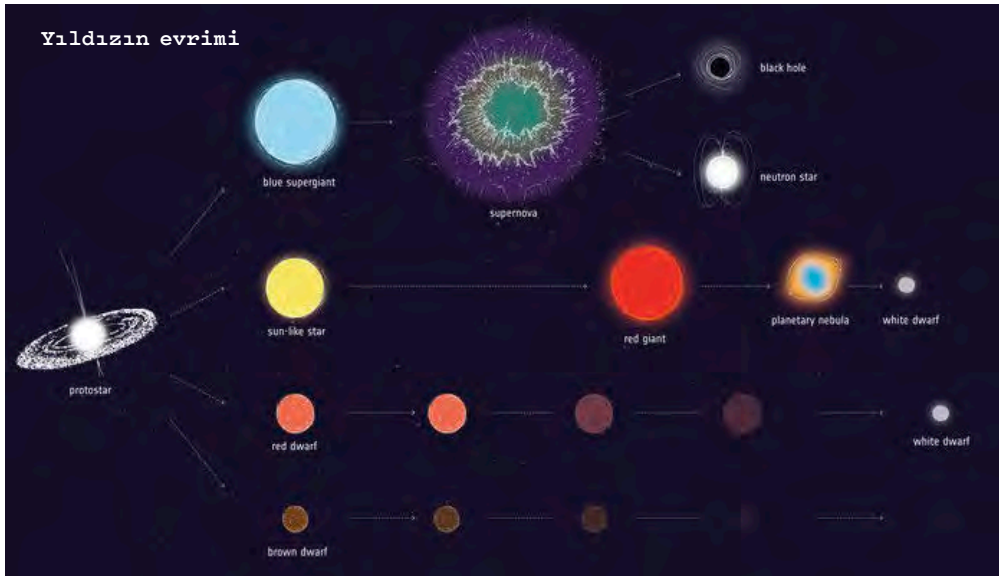 Yıldızın evrimi
black hole
blue supergiant
neutron star
supernova
sun-like star
planetary nebula
white dwarf
red giant
protostar
red dwarf
white dwarf
brown dwarf